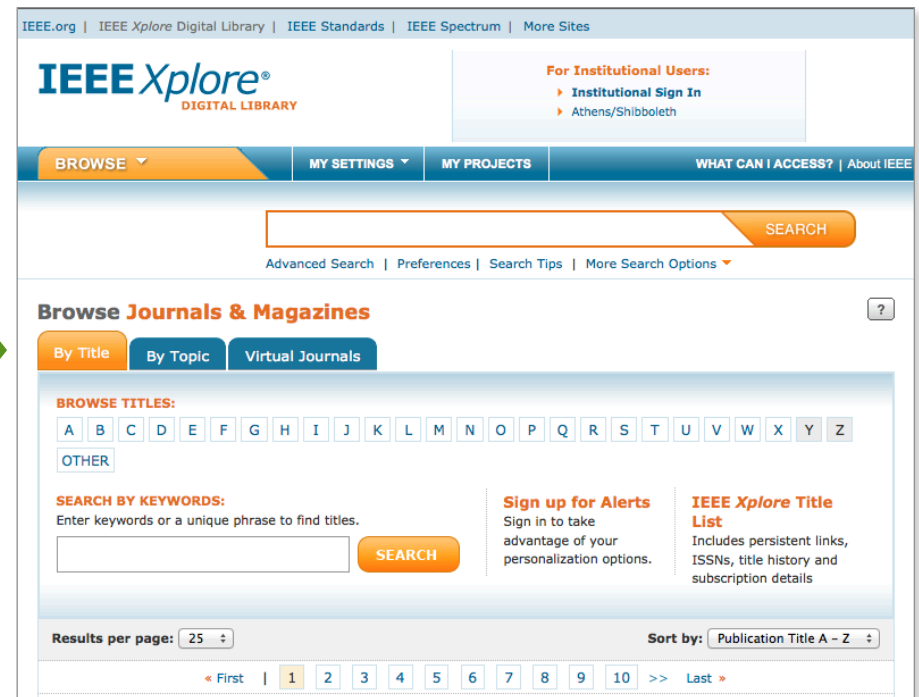 IEEE.org | IEEE Xplore Digital Library | IEEE Standards | IEEE Spectrum | More Sites
IEEE Xplore®
DIGITAL LIBRARY
For Institutional Users:
Institutional Sign In
Athens/Shibboleth
BROWSE MY SETTINGS MY PROJECTS WHAT CAN I ACCESS? | About IEEE
SEARCH
Advanced Search | Preferences | Search Tips | More Search Options
Browse Journals & Magazines ?
By Title By Topic Virtual Journals
BROWSE TITLES:
A B C D E F G H I J K L M N O P Q R S T U V W X Y Z
OTHER
SEARCH BY KEYWORDS:
Enter keywords or a unique phrase to find titles.
SEARCH
Sign up for Alerts
Sign in to take
advantage of your
personalization options.
IEEE Xplore Title
List
Includes persistent links,
ISSNs, title history and
subscription details
Results per page: 25 Sort by: Publication Title A – Z
« First | 1 2 3 4 5 6 7 8 9 10 >> Last »